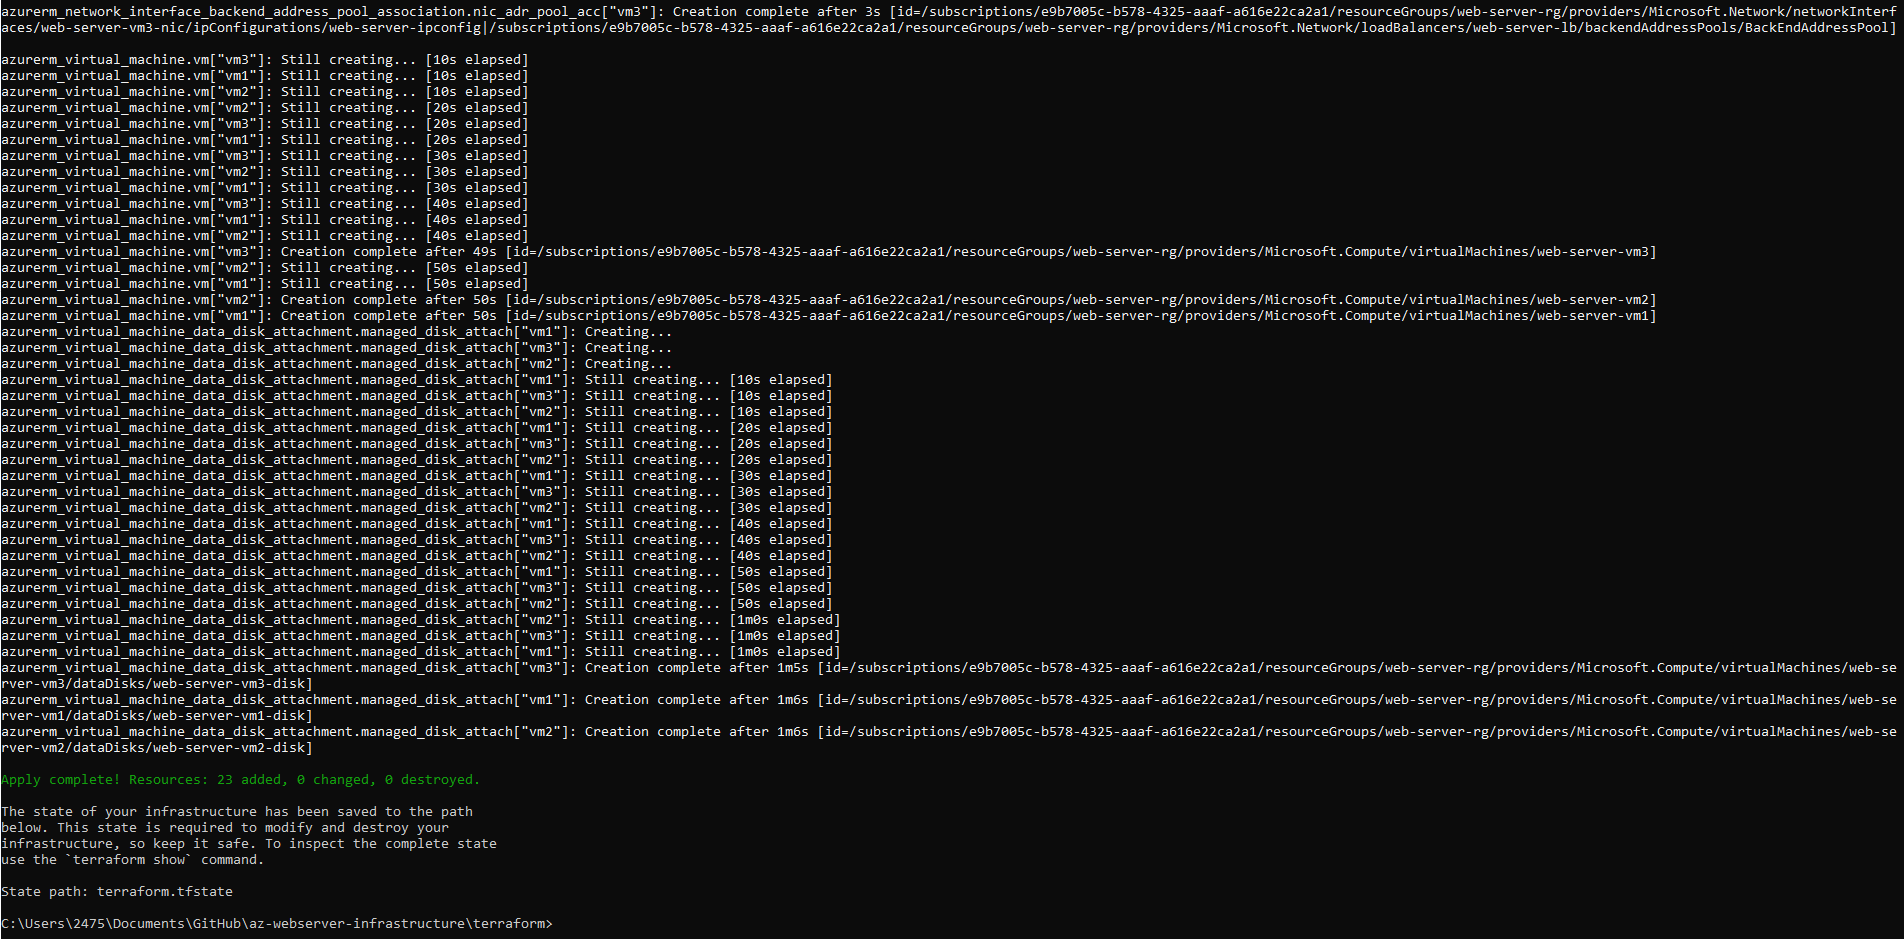 azurerm_network_interface_backend_address_pool_association.nic_adr_pool_acc["vm3"]: Creation complete after 3s [id=/subscriptions/e9b7005c-b578-4325-aaaf-a616e22ca2a1/resourceGroups/web-server-rg/providers/Microsoft.Network/networkInterf
aces/web-server-vm3-nic/ipConfigurations/web-server-ipconfig|/subscriptions/e9b7005c-b578-4325-aaaf-a616e22ca2a1/resourceGroups/web-server-rg/providers/Microsoft.Network/loadBalancers/web-server-lb/backendAddressPools/BackEndAddressPool]
azurerm_virtual_machine.vm["vm3"]: Still creating... [10s elapsed]
azurerm_virtual_machine.vm["vm1"]: Still creating... [10s elapsed]
azurerm_virtual_machine.vm["vm2"]: Still creating... [10s elapsed]
azurerm_virtual_machine.vm["vm2"]: Still creating... [20s elapsed]
azurerm_virtual_machine.vm["vm3"]: Still creating... [20s elapsed]
azurerm_virtual_machine.vm["vm1"]: Still creating... [20s elapsed]
azurerm_virtual_machine.vm["vm3"]: Still creating... [30s elapsed]
azurerm_virtual_machine.vm["vm2"]: Still creating... [30s elapsed]
azurerm_virtual_machine.vm["vm1"]: Still creating... [30s elapsed]
azurerm_virtual_machine.vm["vm3"]: Still creating... [40s elapsed]
azurerm_virtual_machine.vm["vm1"]: Still creating... [40s elapsed]
azurerm_virtual_machine.vm["vm2"]: Still creating... [40s elapsed]
azurerm_virtual_machine.vm["vm3"]: Creation complete after 49s [id=/subscriptions/e9b7005c-b578-4325-aaaf-a616e22ca2a1/resourceGroups/web-server-rg/providers/Microsoft.Compute/virtualMachines/web-server-vm3]
azurerm_virtual_machine.vm["vm2"]: Still creating... [50s elapsed]
azurerm_virtual_machine.vm["vm1"]: Still creating... [50s elapsed]
azurerm_virtual_machine.vm["vm2"]: Creation complete after 50s [id=/subscriptions/e9b7005c-b578-4325-aaaf-a616e22ca2a1/resourceGroups/web-server-rg/providers/Microsoft.Compute/virtualMachines/web-server-vm2]
azurerm_virtual_machine.vm["vm1"]: Creation complete after 50s [id=/subscriptions/e9b7005c-b578-4325-aaaf-a616e22ca2a1/resourceGroups/web-server-rg/providers/Microsoft.Compute/virtualMachines/web-server-vm1]
azurerm_virtual_machine_data_disk_attachment.managed_disk_attach["vm1"]: Creating...
azurerm_virtual_machine_data_disk_attachment.managed_disk_attach["vm3"]: Creating...
azurerm_virtual_machine_data_disk_attachment.managed_disk_attach["vm2"]: Creating...
azurerm_virtual_machine_data_disk_attachment.managed_disk_attach["vm1"]: Still creating... [10s elapsed]
azurerm_virtual_machine_data_disk_attachment.managed_disk_attach["vm3"]: Still creating... [10s elapsed]
azurerm_virtual_machine_data_disk_attachment.managed_disk_attach["vm2"]: Still creating... [10s elapsed]
azurerm_virtual_machine_data_disk_attachment.managed_disk_attach["vm1"]: Still creating... [20s elapsed]
azurerm_virtual_machine_data_disk_attachment.managed_disk_attach["vm3"]: Still creating... [20s elapsed]
azurerm_virtual_machine_data_disk_attachment.managed_disk_attach["vm2"]: Still creating... [20s elapsed]
azurerm_virtual_machine_data_disk_attachment.managed_disk_attach["vm1"]: Still creating... [30s elapsed]
azurerm_virtual_machine_data_disk_attachment.managed_disk_attach["vm3"]: Still creating... [30s elapsed]
azurerm_virtual_machine_data_disk_attachment.managed_disk_attach["vm2"]: Still creating... [30s elapsed]
azurerm_virtual_machine_data_disk_attachment.managed_disk_attach["vm1"]: Still creating... [40s elapsed]
azurerm_virtual_machine_data_disk_attachment.managed_disk_attach["vm3"]: Still creating... [40s elapsed]
azurerm_virtual_machine_data_disk_attachment.managed_disk_attach["vm2"]: Still creating... [40s elapsed]
azurerm_virtual_machine_data_disk_attachment.managed_disk_attach["vm1"]: Still creating... [50s elapsed]
azurerm_virtual_machine_data_disk_attachment.managed_disk_attach["vm3"]: Still creating... [50s elapsed]
azurerm_virtual_machine_data_disk_attachment.managed_disk_attach["vm2"]: Still creating... [50s elapsed]
azurerm_virtual_machine_data_disk_attachment.managed_disk_attach["vm2"]: Still creating... [1m0s elapsed]
azurerm_virtual_machine_data_disk_attachment.managed_disk_attach["vm3"]: Still creating... [1m0s elapsed]
azurerm_virtual_machine_data_disk_attachment.managed_disk_attach["vm1"]: Still creating... [1m0s elapsed]
azurerm_virtual_machine_data_disk_attachment.managed_disk_attach["vm3"]: Creation complete after 1m5s [id=/subscriptions/e9b7005c-b578-4325-aaaf-a616e22ca2a1/resourceGroups/web-server-rg/providers/Microsoft.Compute/virtualMachines/web-se
rver-vm3/dataDisks/web-server-vm3-disk]
azurerm_virtual_machine_data_disk_attachment.managed_disk_attach["vm1"]: Creation complete after 1m6s [id=/subscriptions/e9b7005c-b578-4325-aaaf-a616e22ca2a1/resourceGroups/web-server-rg/providers/Microsoft.Compute/virtualMachines/web-se
rver-vm1/dataDisks/web-server-vm1-disk]
azurerm_virtual_machine_data_disk_attachment.managed_disk_attach["vm2"]: Creation complete after 1m6s [id=/subscriptions/e9b7005c-b578-4325-aaaf-a616e22ca2a1/resourceGroups/web-server-rg/providers/Microsoft.Compute/virtualMachines/web-se
rver-vm2/dataDisks/web-server-vm2-disk]
Apply complete! Resources: 23 added, 0 changed, 0 destroyed.
The state of your infrastructure has been saved to the path
below. This state is required to modify and destroy your
infrastructure, so keep it safe. To inspect the complete state
use the `terraform show` command.
State path: terraform.tfstate
C:\Users\2475\Documents\GitHub\az-webserver-infrastructure\terraform>